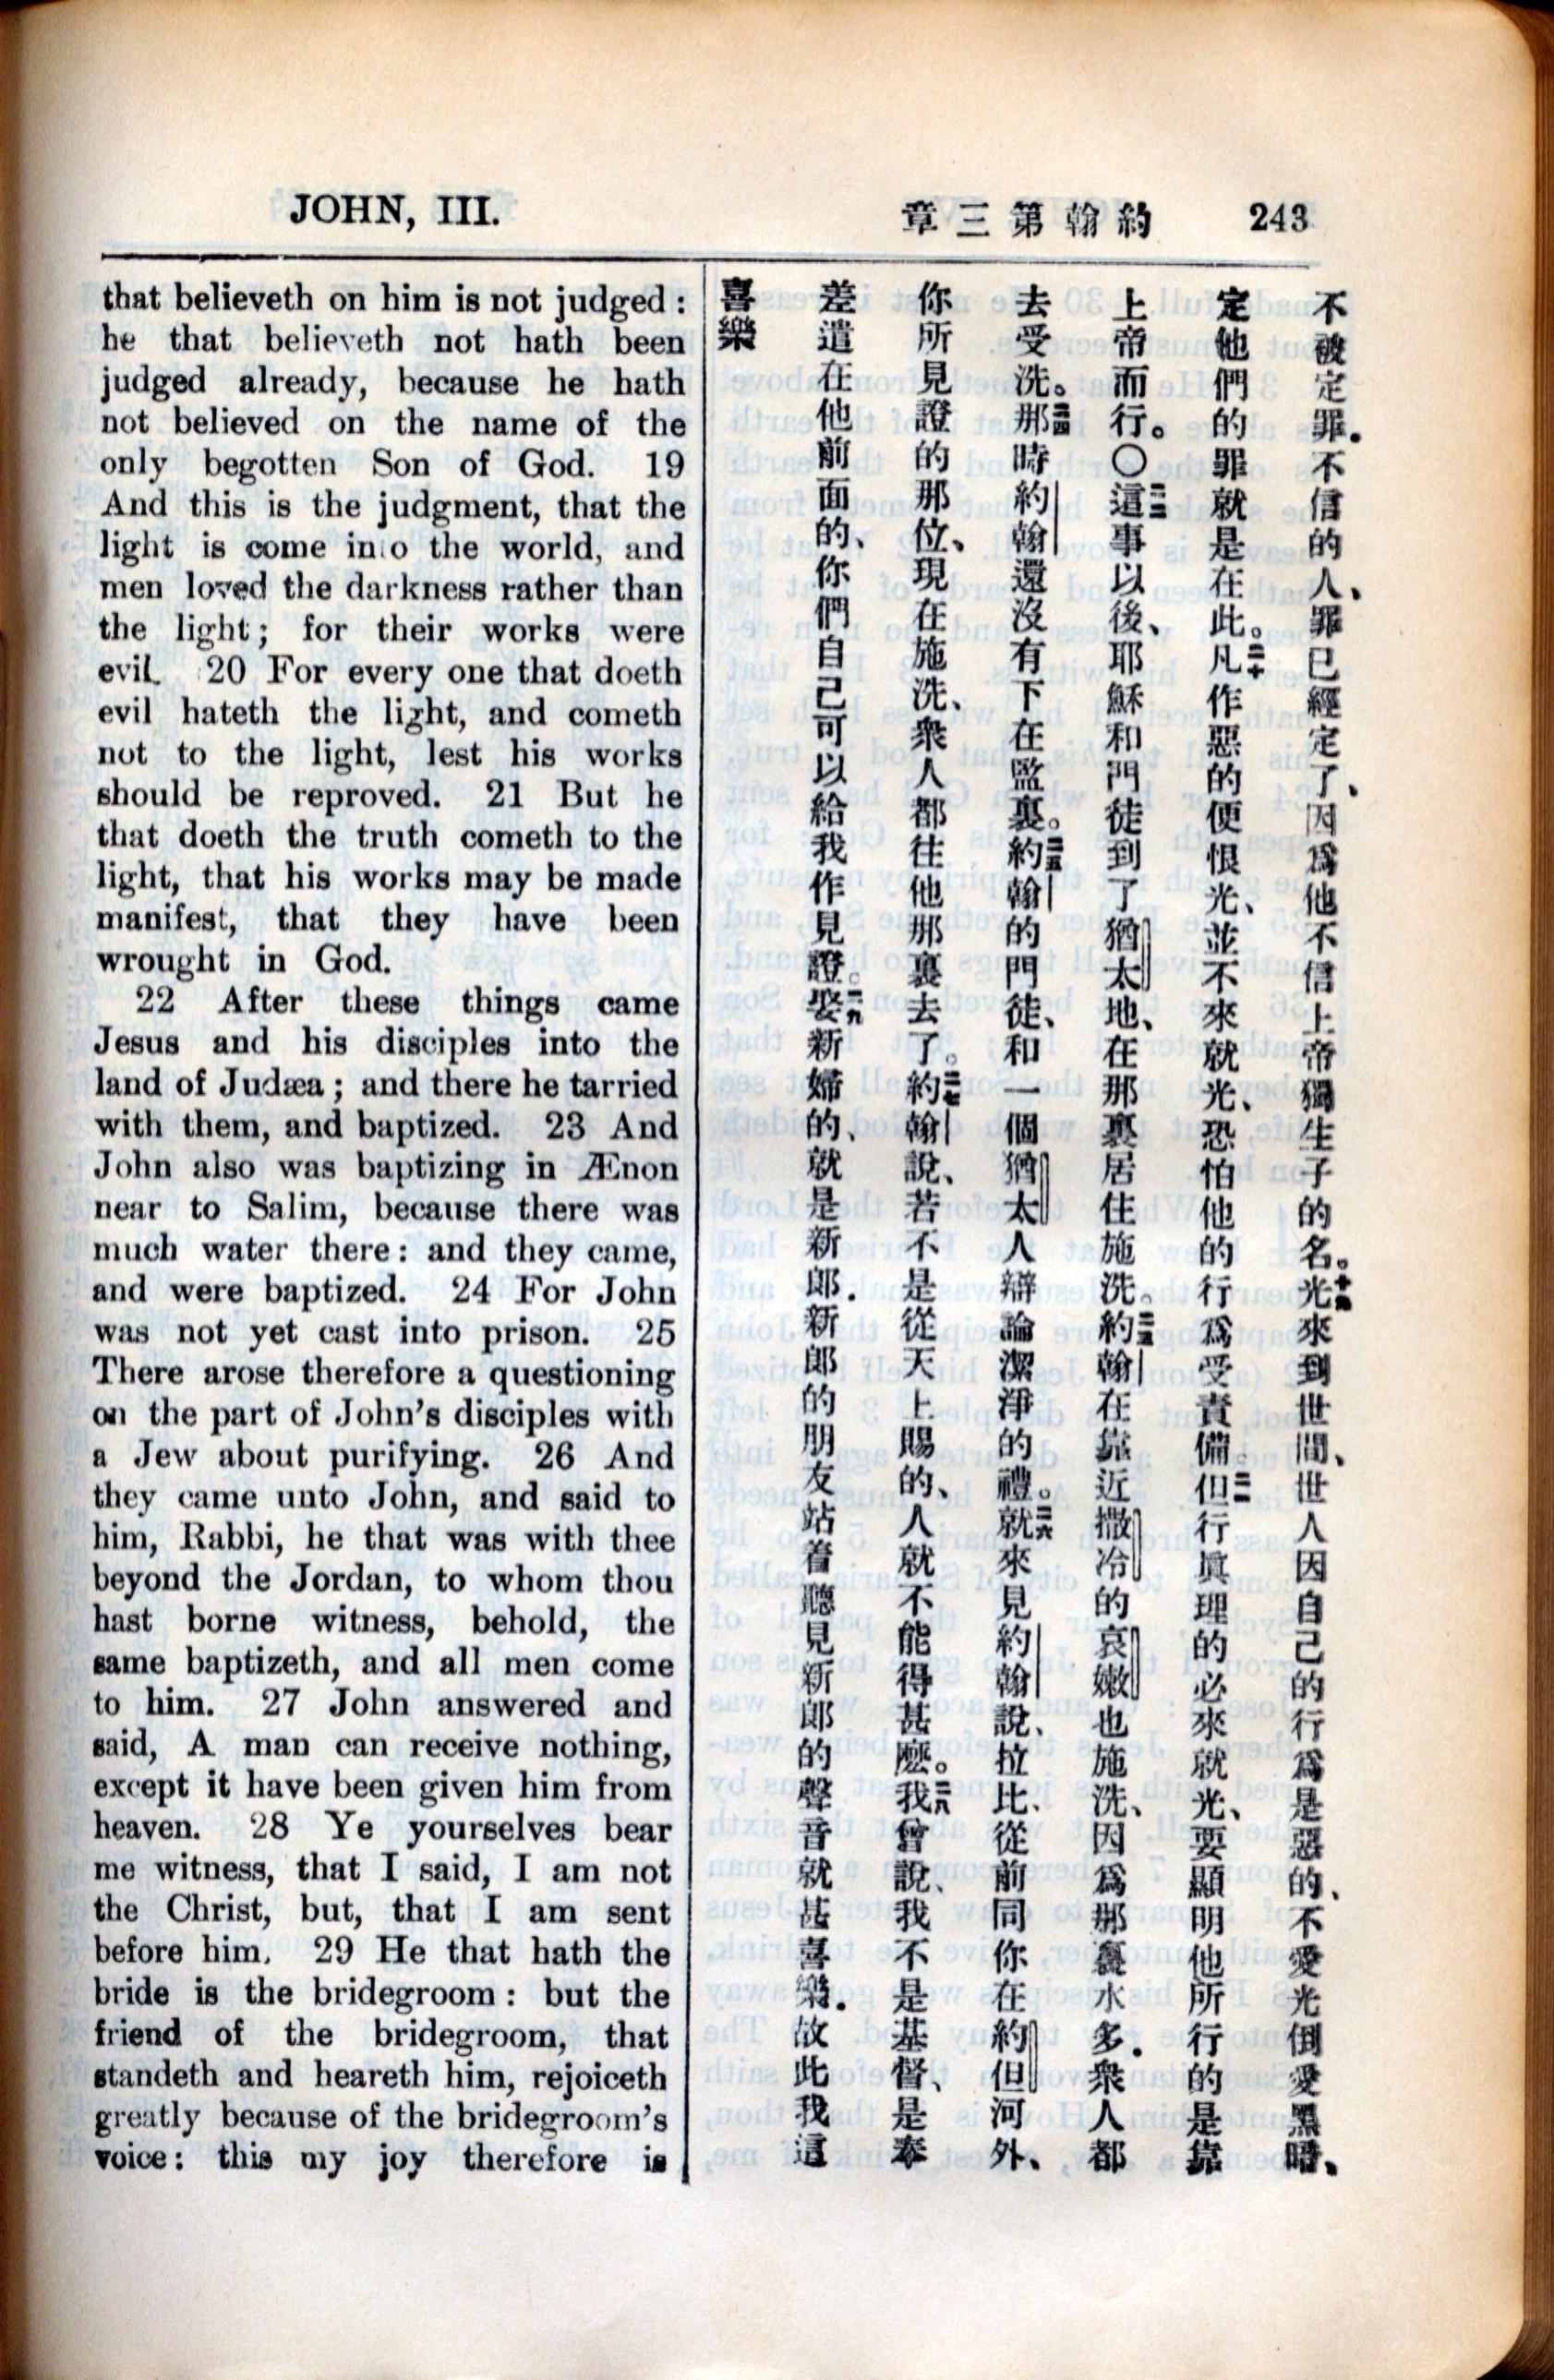 JOHN, III.
章三第翰約
243
that believeth on him is not judged :
he that believeth not hath been
judged already, because he hath
not believed on the name of the
only begotten Son of God. 19
And this is the judgment, that the
light is come into the world, and
men loved the darkness rather than
the light; for their works were
evil. 20 For every one that doeth
evil hateth the light, and cometh
not to the light, lest his works
should be reproved. 21 But he
that doeth the truth cometh to the
light, that his works may be made
manifest, that they have been
wrought in God.
22 After these things came
Jesus and his disciples into the
land of Judæa; and there he tarried
with them, and baptized. 23 And
John also was baptizing in Ænon
near to Salim, because there was
much water there: and they came,
and were baptized. 24 For John
was not yet cast into prison. 25
There arose therefore a questioning
on the part of John's disciples with
a Jew about purifying. 26 And
they came unto John, and said to
him, Rabbi, he that was with thee
beyond the Jordan, to whom thou
hast borne witness, behold, the
same baptizeth, and all men come
to him. 27 John answered and
said, A man can receive nothing,
except it have been given him from
heaven. 28 Ye yourselves bear
me witness, that I said, I am not
the Christ, but, that I am sent
before him. 29 He that hath the
bride is the bridegroom: but the
friend of the bridegroom, that
standeth and heareth him, rejoiceth
greatly because of the bridegroom's
voice: this my joy therefore is
不被定罪．不信的人、罪已經定了、因爲他不信上帝獨生子的名。十九光來到世間、世人因自己的行爲是惡的、不愛光倒愛黑暗、
定他們的罪就是在此。二十凡作惡的便恨光、並不來就光、恐怕他的行爲受責備。二一但行眞理的必來就光、要顯明他所行的是靠
上帝而行。〇二二這事以後、耶穌和門徒到了猶太地、在那裏居住施洗。二三約翰在靠近撒冷的哀嫩也施洗、因爲那裏水多．衆人都
去受洗。二四那時約翰還沒有下在監裏。二五約翰的門徒、和一個猶太人辯論潔淨的禮。二六就來見約翰說、拉比、從前同你在約但河外、
你所見證的那位、現在施洗、衆人都往他那裏去了。二七約翰說、若不是從天上賜的、人就不能得甚麼。二八我曾說、我不是基督、是奉
差遣在他前面的、你們自己可以給我作見證。二九娶新婦的、就是新郎．新郎的朋友站着聽見新郎的聲音就甚喜樂．故此我這
喜樂